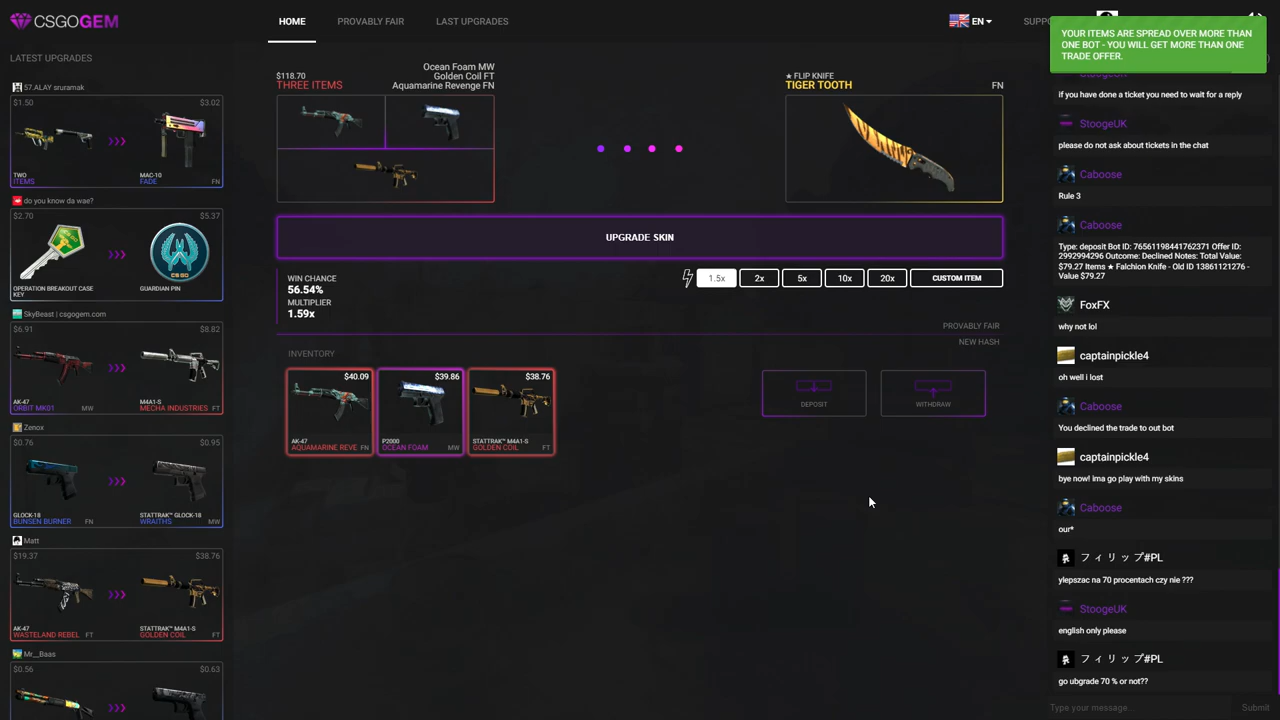 CSGOGEM
HOME
PROVABLY FAIR
LAST UPGRADES
EN
YOUR ITEMS ARE SPREAD OVER MORE THAN
ONE BOT - YOU WILL GET MORE THAN ONE
TRADE OFFER.
LATEST UPGRADES
57.ALAY sruramak
$1.50
$3.02
TWO
ITEMS
MAC-10
FADE
FN
do you know da wae?
$2.70
$5.37
OPERATION BREAKOUT CASE
KEY
GUARDIAN PIN
SkyBeast | csgogem.com
$6.91
$8.82
AK-47
ORBIT MK01
MW
M4A1-S
MECHA INDUSTRIES
FT
Zenox
$0.76
$0.95
GLOCK-18
BUNSEN BURNER
FN
STATTRAK™ GLOCK-18
WRAITHS
MW
Matt
$19.37
$38.76
AK-47
WASTELAND REBEL
FT
STATTRAK™ M4A1-S
GOLDEN COIL
FT
Mr__Baas
$0.56
$0.63
$118.70
THREE ITEMS
Ocean Foam MW
Golden Coil FT
Aquamarine Revenge FN
★ FLIP KNIFE
TIGER TOOTH
FN
UPGRADE SKIN
WIN CHANCE
56.54%
MULTIPLIER
1.59x
1.5x
2x
5x
10x
20x
CUSTOM ITEM
PROVABLY FAIR
NEW HASH
INVENTORY
$40.09
AK-47
AQUAMARINE REVE
FN
$39.86
P2000
OCEAN FOAM
MW
$38.76
STATTRAK™ M4A1-S
GOLDEN COIL
FT
DEPOSIT
WITHDRAW
if you have done a ticket you need to wait for a reply
StoogeUK
please do not ask about tickets in the chat
Caboose
Rule 3
Caboose
Type: deposit Bot ID: 76561198441762371 Offer ID:
2992994296 Outcome: Declined Notes: Total Value:
$79.27 Items ★ Falchion Knife - Old ID 13861121276 -
Value $79.27
FoxFX
why not lol
captainpickle4
oh well i lost
Caboose
You declined the trade to out bot
captainpickle4
bye now! ima go play with my skins
Caboose
our*
フィリップ#PL
ylepszac na 70 procentach czy nie ???
StoogeUK
english only please
フィリップ#PL
go ubgrade 70 % or not??
Type your message...
Submit